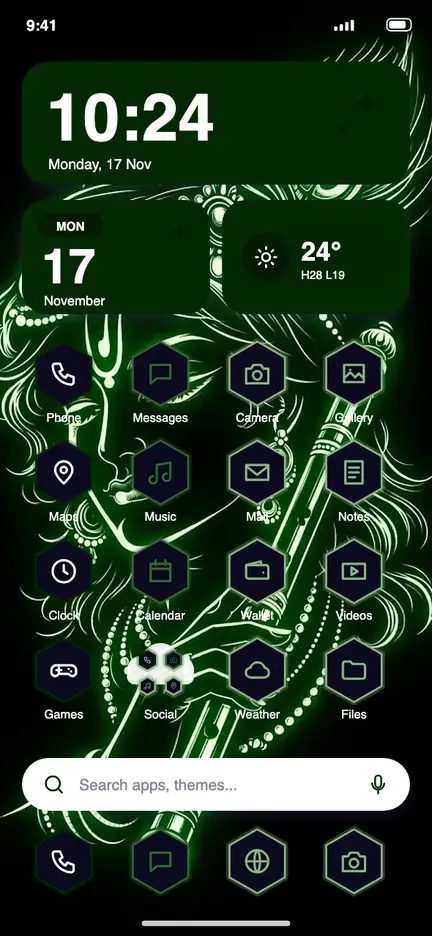 9:41
10:24
Monday, 17 Nov
MON
17
November
24°
H28 L19
Phone
Messages
Camera
Gallery
Maps
Music
Mail
Notes
Clock
Calendar
Wallet
Videos
Games
Social
Weather
Files
Search apps, themes...